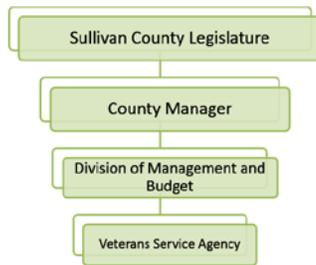 Sullivan County Legislature
County Manager
Division of Management and
Budget
Veterans Service Agency